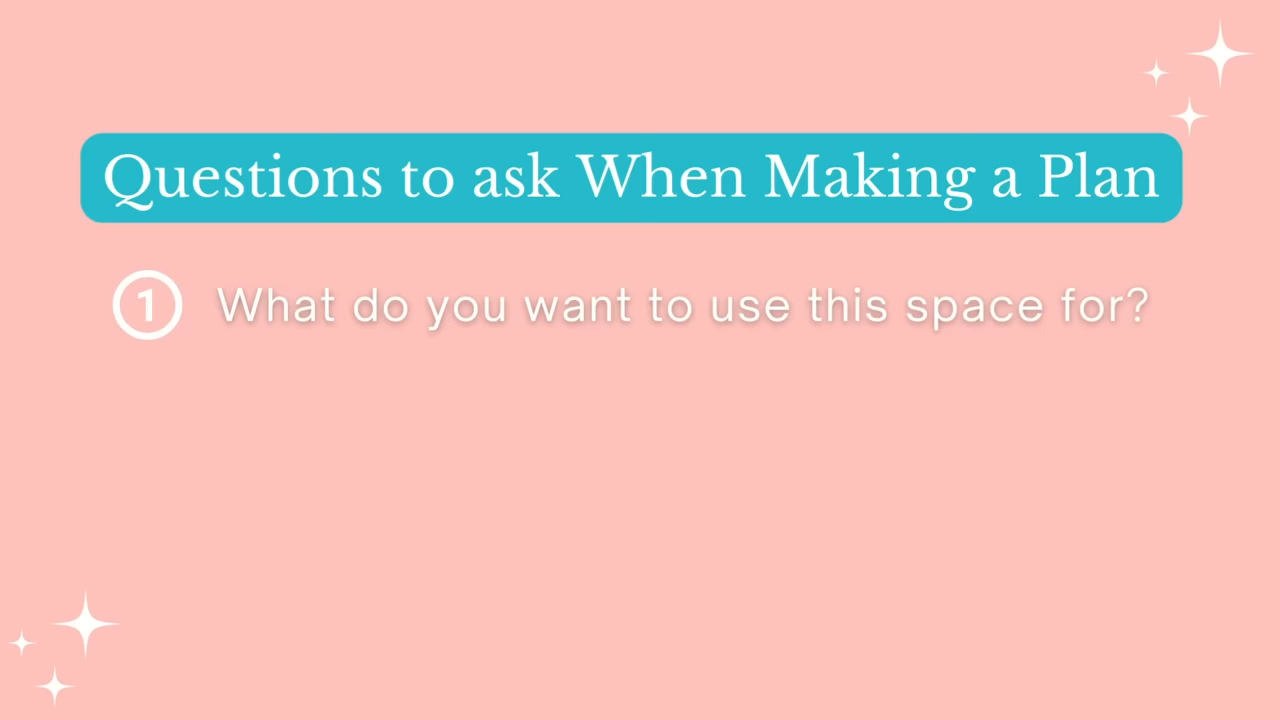 Questions to ask When Making a Plan
1 What do you want to use this space for?